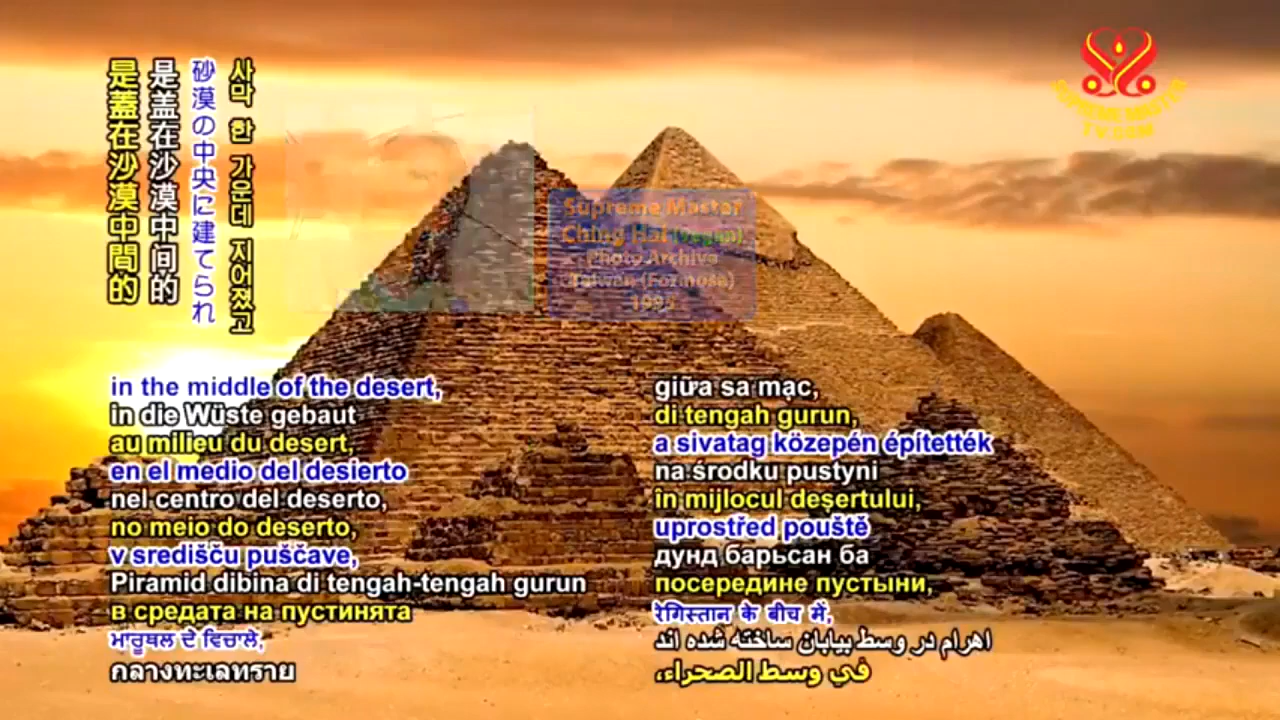 是蓋在沙漠中間的
是盖在沙漠中间的
砂漠の中央に建てられ
사막 한 가운데 지어졌고
SUPREME MASTER
TV.COM
Supreme Master
Ching Hai (vegan)
Photo Archive
Taiwan (Formosa)
1995
in the middle of the desert,
in die Wüste gebaut
au milieu du desert,
en el medio del desierto
nel centro del deserto,
no meio do deserto,
v središču puščave,
Piramid dibina di tengah-tengah gurun
в средата на пустинята
ਮਾਰੂਥਲ ਦੇ ਵਿਚਾਲੇ,
กลางทะเลทราย
giữa sa mạc,
di tengah gurun,
a sivatag közepén építették
na środku pustyni
în mijlocul deșertului,
uprostřed pouště
дунд барьсан ба
посередине пустыни,
रेगिस्तान के बीच में,
اهرام در وسط بیابان ساخته شده اند
في وسط الصحراء،